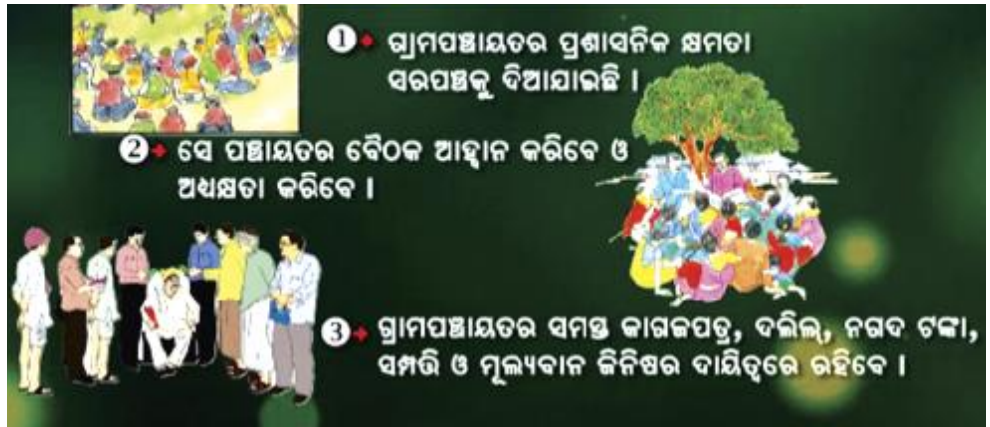 1 ଗ୍ରାମପଞ୍ଚାୟତର ପ୍ରଶାସନିକ କ୍ଷମତା
ସରପଞ୍ଚକୁ ଦିଆଯାଇଛି ।
2 ସେ ପଞ୍ଚାୟତର ବୈଠକ ଆହ୍ୱାନ କରିବେ ଓ
ଅଧ୍ୟକ୍ଷତା କରିବେ ।
3 ଗ୍ରାମପଞ୍ଚାୟତର ସମସ୍ତ କାଗଜପତ୍ର, ଦଲିଲ୍, ନଗଦ ଟଙ୍କା,
ସମ୍ପତ୍ତି ଓ ମୂଲ୍ୟବାନ ଜିନିଷର ଦାୟିତ୍ୱରେ ରହିବେ ।